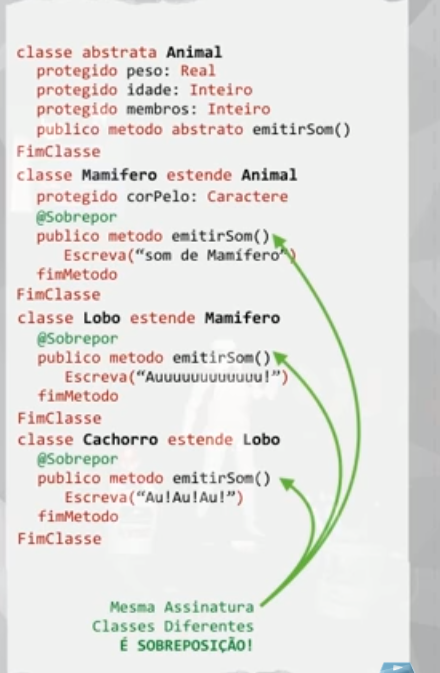 classe abstrata Animal
protegido peso: Real
protegido idade: Inteiro
protegido membros: Inteiro
publico metodo abstrato emitirSom()
FimClasse
classe Mamifero estende Animal
protegido corPelo: Caractere
@Sobrepor
publico metodo emitirSom()
Escreva(“som de Mamífero”)
fimMetodo
FimClasse
classe Lobo estende Mamifero
@Sobrepor
publico metodo emitirSom()
Escreva(“Auuuuuuuuuuuu!”)
fimMetodo
FimClasse
classe Cachorro estende Lobo
@Sobrepor
publico metodo emitirSom()
Escreva(“Au!Au!Au!”)
fimMetodo
FimClasse
Mesma Assinatura
Classes Diferentes
É SOBREPOSIÇÃO!